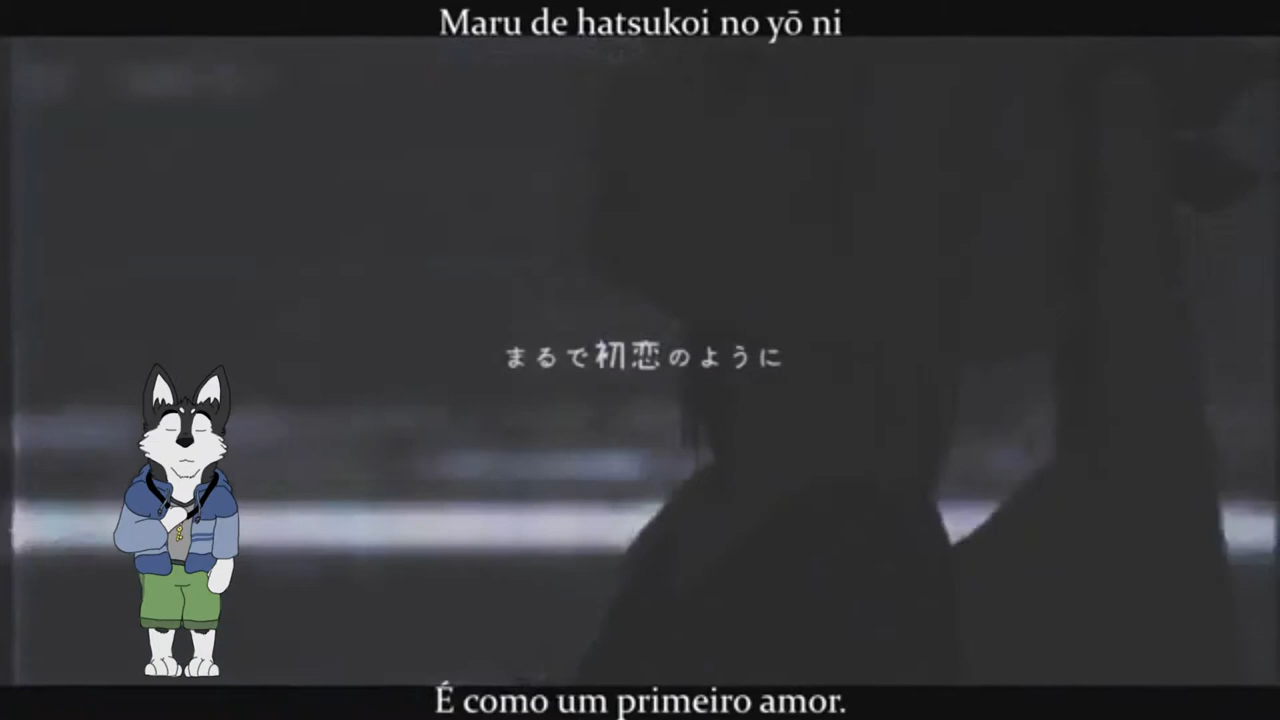 Maru de hatsukoi no yō ni
まるで初恋のように
É como um primeiro amor.